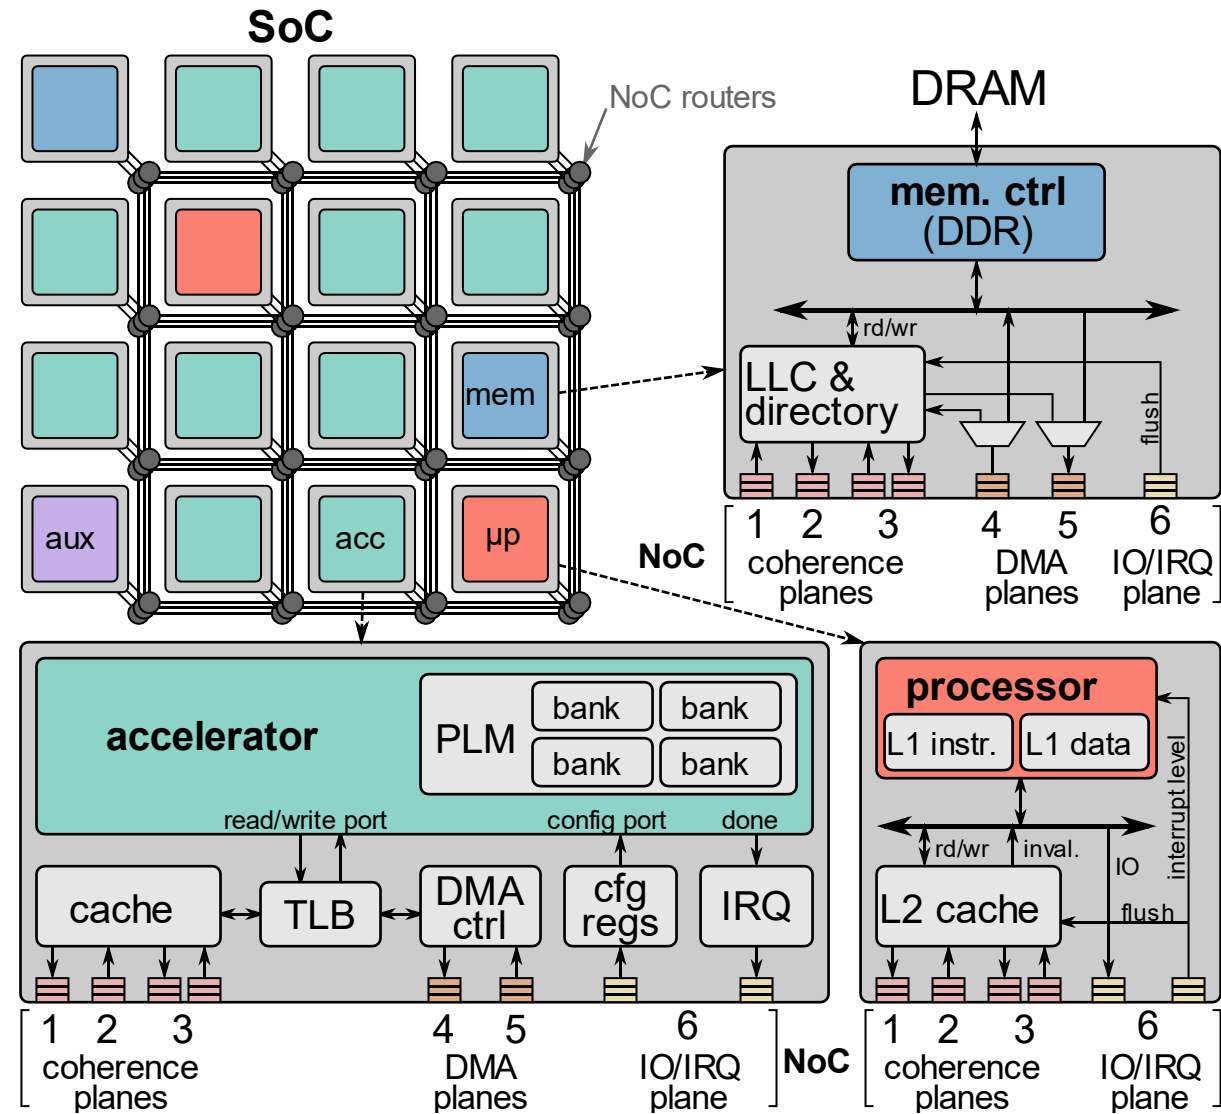 SoC
NoC routers
mem
aux
acc
µp
DRAM
mem. ctrl
(DDR)
rd/wr
LLC &
directory
flush
NoC
1 2 3 4 5 6
coherence
planes
DMA
planes
IO/IRQ
plane
accelerator
PLM
bank bank
bank bank
read/write port
config port
done
cache
TLB
DMA
ctrl
cfg
regs
IRQ
1 2 3 4 5 6
coherence
planes
DMA
planes
IO/IRQ
plane
NoC
processor
L1 instr.
L1 data
interrupt level
rd/wr
inval.
IO
L2 cache
flush
1 2 3 6
coherence
planes
IO/IRQ
plane